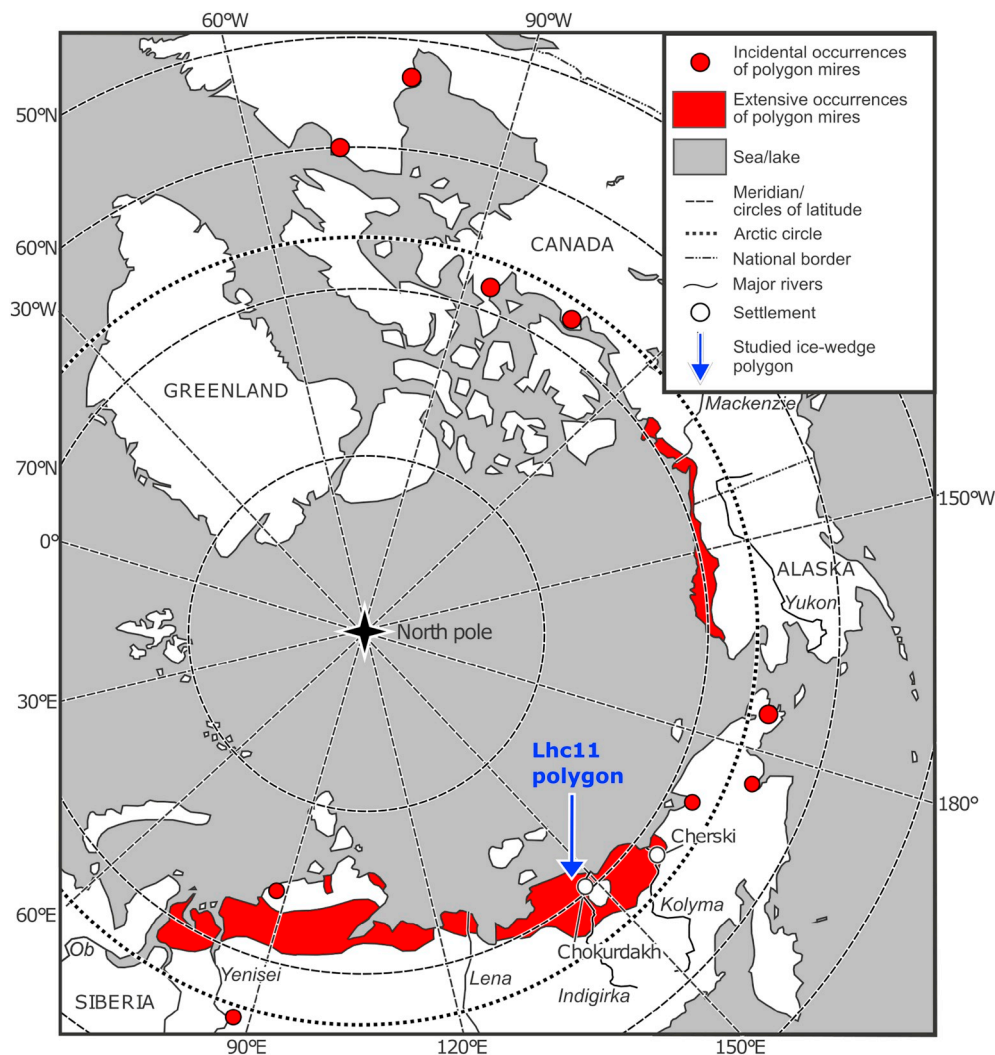 60ºW
90ºW
Incidental occurrences
of polygon mires
Extensive occurrences
of polygon mires
Sea/lake
Meridian/
circles of latitude
Arctic circle
National border
Major rivers
Settlement
Studied ice-wedge
polygon
50ºN
60ºN
30ºW
70ºN
0º
30ºE
60ºE
CANADA
GREENLAND
Mackenzie
150ºW
ALASKA
Yukon
North pole
Lhc11
polygon
180º
Cherski
Kolyma
Chokurdakh
Indigirka
Lena
Yenisei
Ob
SIBERIA
90ºE
120ºE
150ºE